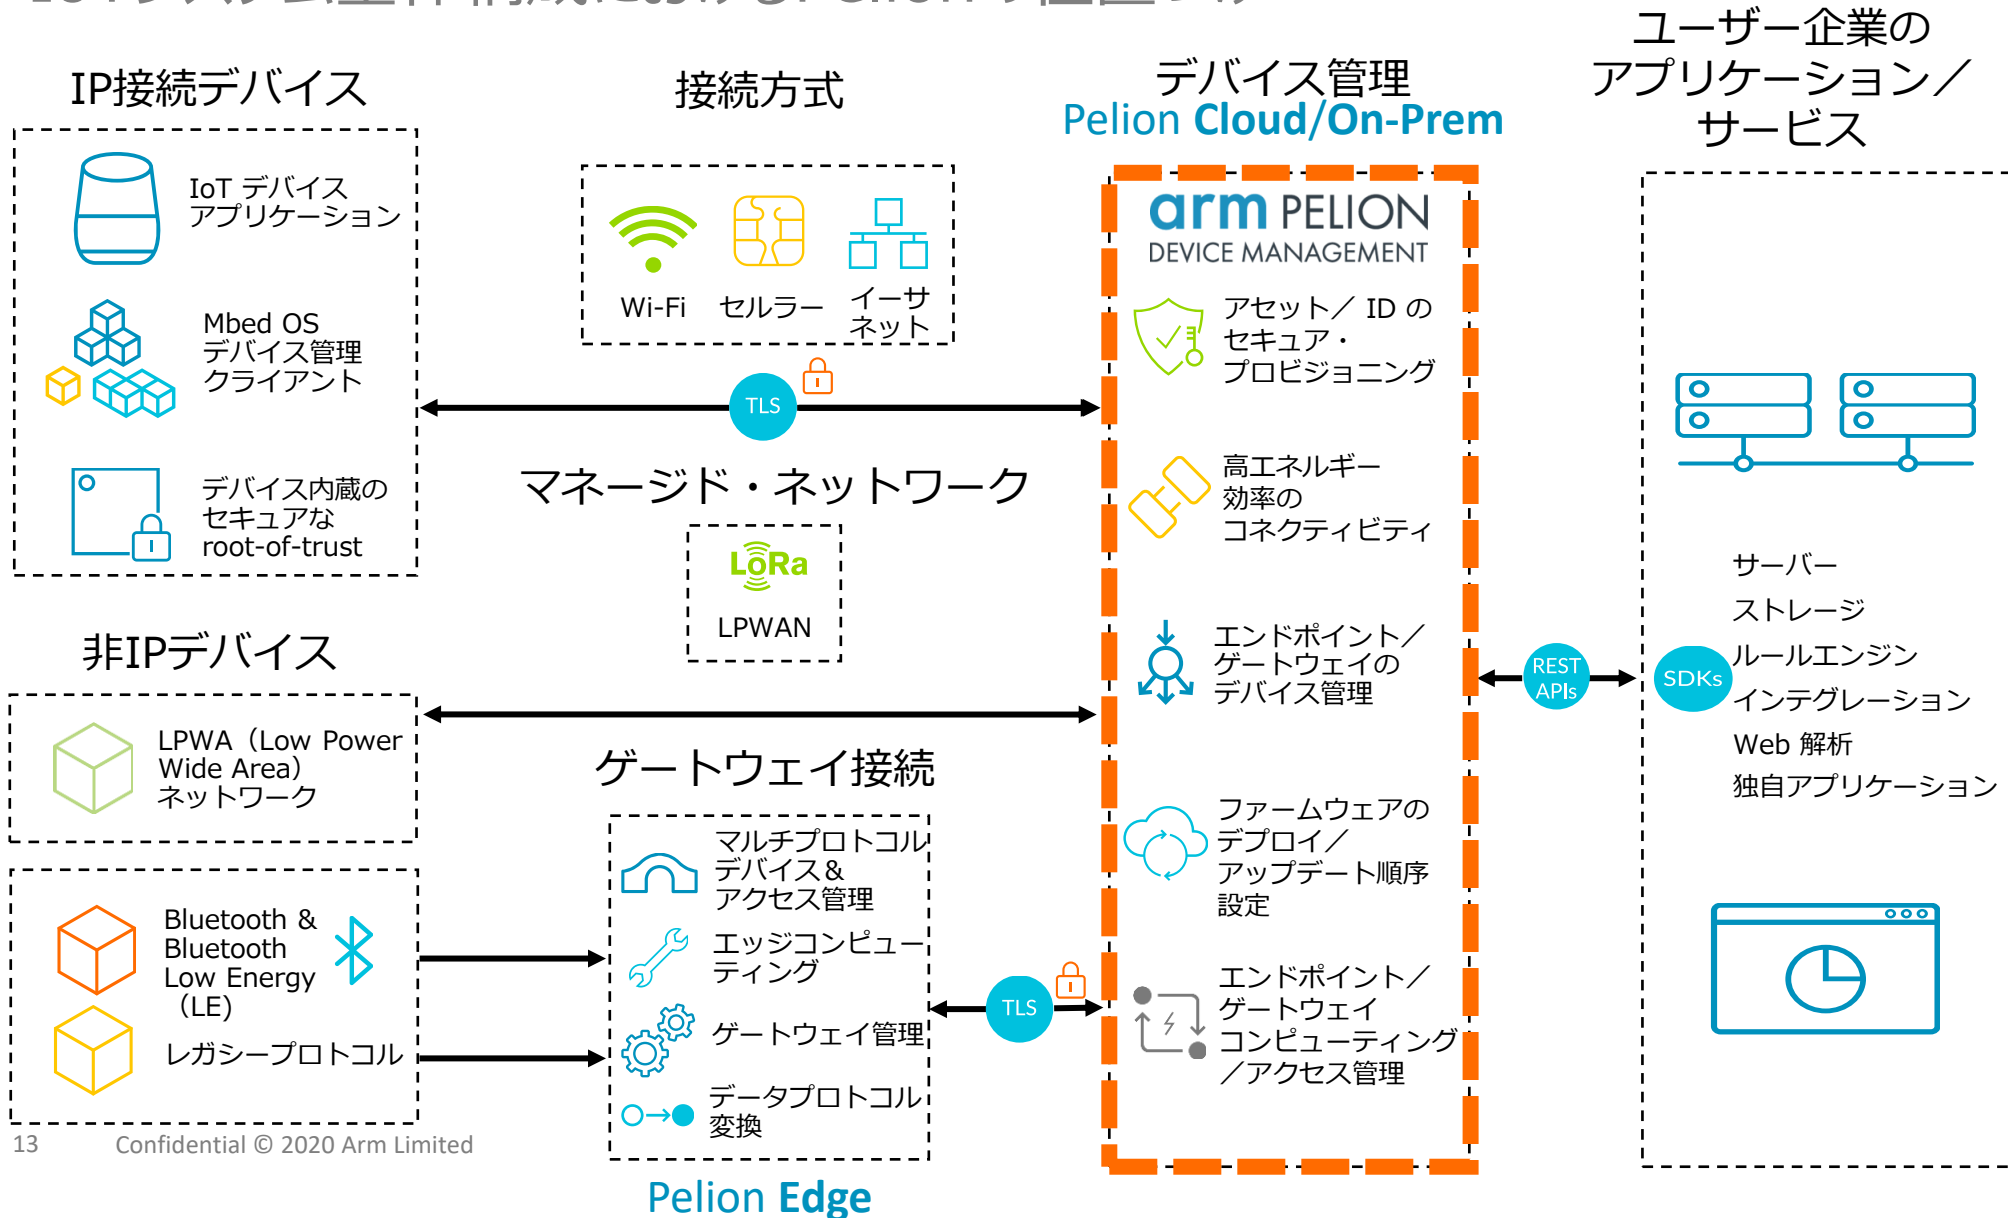 IP接続デバイス
IoT デバイス
アプリケーション
Mbed OS
デバイス管理
クライアント
デバイス内蔵の
セキュアな
root-of-trust
非IPデバイス
LPWA（Low Power
Wide Area）
ネットワーク
Bluetooth &
Bluetooth
Low Energy
（LE)
レガシープロトコル
接続方式
Wi-Fi
セルラー
イーサ
ネット
TLS
マネージド・ネットワーク
LoRa
LPWAN
ゲートウェイ接続
マルチプロトコル
デバイス＆
アクセス管理
エッジコンピュー
ティング
ゲートウェイ管理
データプロトコル
変換
Pelion Edge
TLS
デバイス管理
Pelion Cloud/On-Prem
arm PELION
DEVICE MANAGEMENT
アセット／ ID の
セキュア・
プロビジョニング
高エネルギー
効率の
コネクティビティ
エンドポイント／
ゲートウェイの
デバイス管理
ファームウェアの
デプロイ／
アップデート順序
設定
エンドポイント／
ゲートウェイ
コンピューティング
／アクセス管理
REST
APIs
ユーザー企業の
アプリケーション／
サービス
SDKs
サーバー
ストレージ
ルールエンジン
インテグレーション
Web 解析
独自アプリケーション
13
Confidential © 2020 Arm Limited